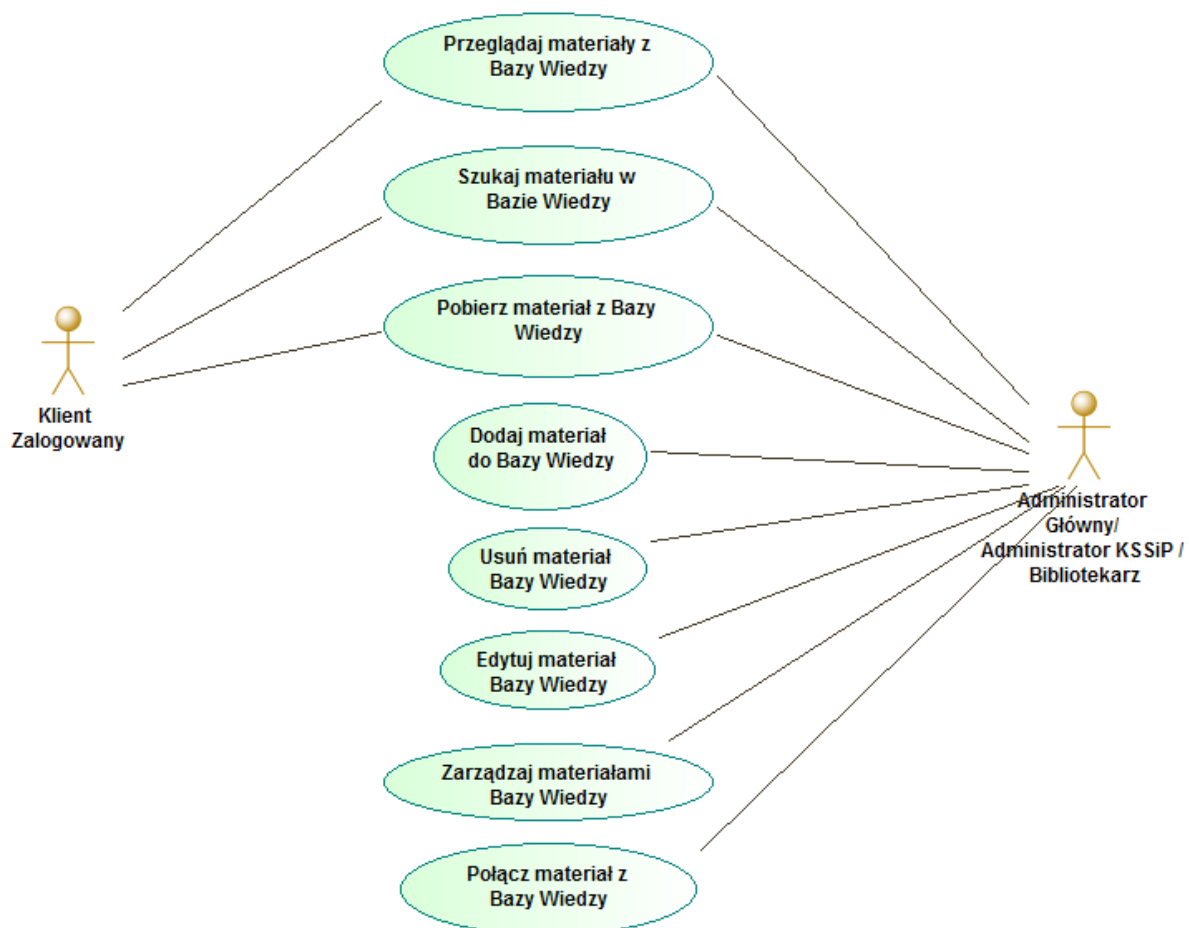 Przeglądaj materiały z
Bazy Wiedzy
Szukaj materiału w
Bazie Wiedzy
Pobierz materiał z Bazy
Wiedzy
Klient
Zalogowany
Dodaj materiał
do Bazy Wiedzy
Administrator
Główny/
Administrator KSSiP /
Bibliotekarz
Usuń materiał
Bazy Wiedzy
Edytuj materiał
Bazy Wiedzy
Zarządzaj materiałami
Bazy Wiedzy
Połącz materiał z
Bazy Wiedzy